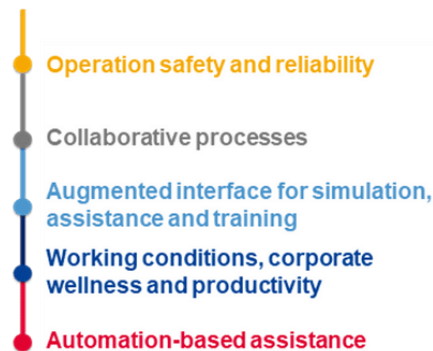 Operation safety and reliability
Collaborative processes
Augmented interface for simulation,
assistance and training
Working conditions, corporate
wellness and productivity
Automation-based assistance